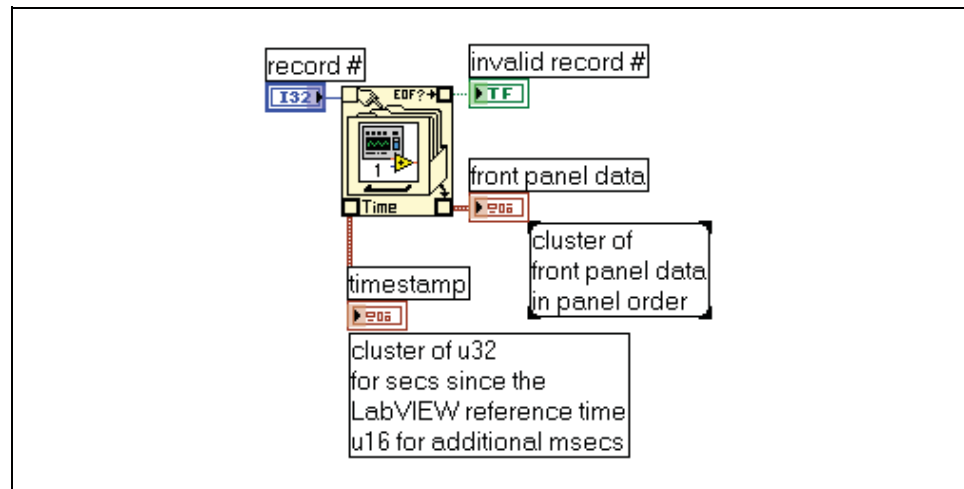 record #
invalid record #
I32
EOF?
TF
1
front panel data
Time
cluster of
front panel data
in panel order
timestamp
cluster of u32
for secs since the
LabVIEW reference time
u16 for additional msecs